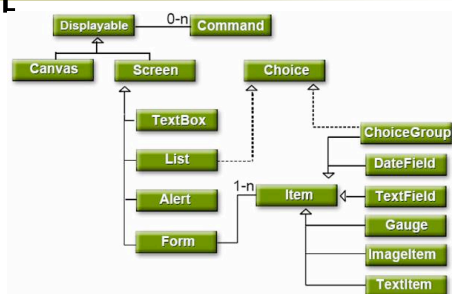 L
Displayable
0-n
Command
Canvas
Screen
Choice
TextBox
ChoiceGroup
List
DateField
1-n
Item
TextField
Alert
Gauge
Form
ImageItem
TextItem